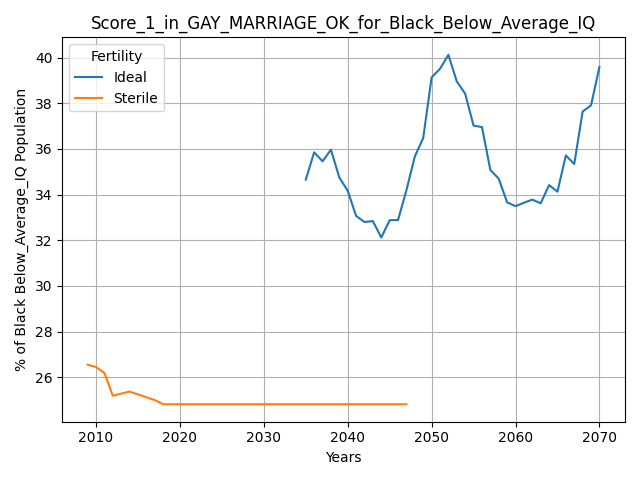 Score_1_in_GAY_MARRIAGE_OK_for_Black_Below_Average_IQ
Fertility
Ideal
Sterile
% of Black Below_Average_IQ Population
40
38
36
34
32
30
28
26
2010
2020
2030
2040
2050
2060
2070
Years